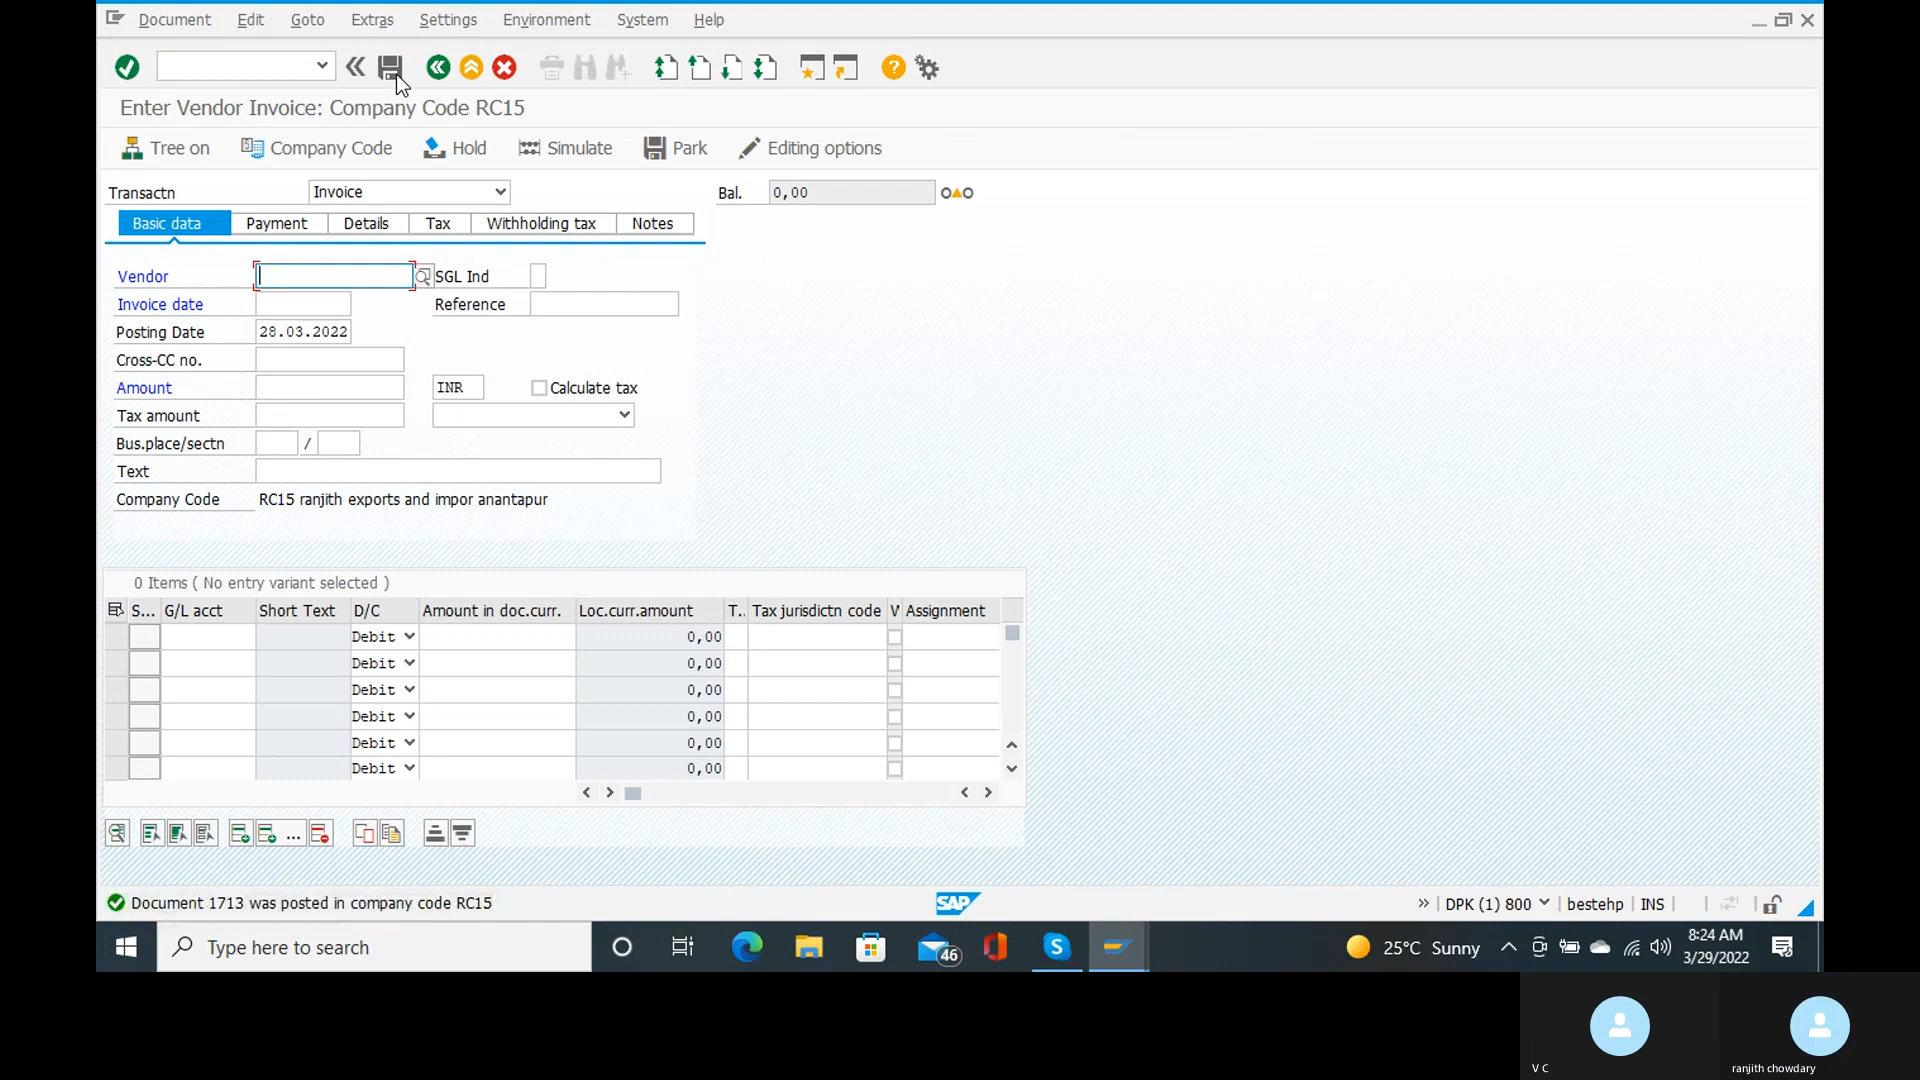 Document Edit Goto Extras Settings Environment System Help
Enter Vendor Invoice: Company Code RC15
Tree on Company Code Hold Simulate Park Editing options
Transactn Invoice Bal. 0,00
Basic data Payment Details Tax Withholding tax Notes
Vendor SGL Ind
Invoice date Reference
Posting Date 28.03.2022
Cross-CC no.
Amount INR Calculate tax
Tax amount
Bus.place/sectn /
Text
Company Code RC15 ranjith exports and impor anantapur
0 Items ( No entry variant selected )
S... G/L acct Short Text D/C Amount in doc.curr. Loc.curr.amount T.. Tax jurisdictn code V Assignment
Debit 0,00
Debit 0,00
Debit 0,00
Debit 0,00
Debit 0,00
Debit 0,00
...
Document 1713 was posted in company code RC15 SAP DPK (1) 800 bestehp INS
Type here to search 46 25°C Sunny 8:24 AM
3/29/2022
V C ranjith chowdary